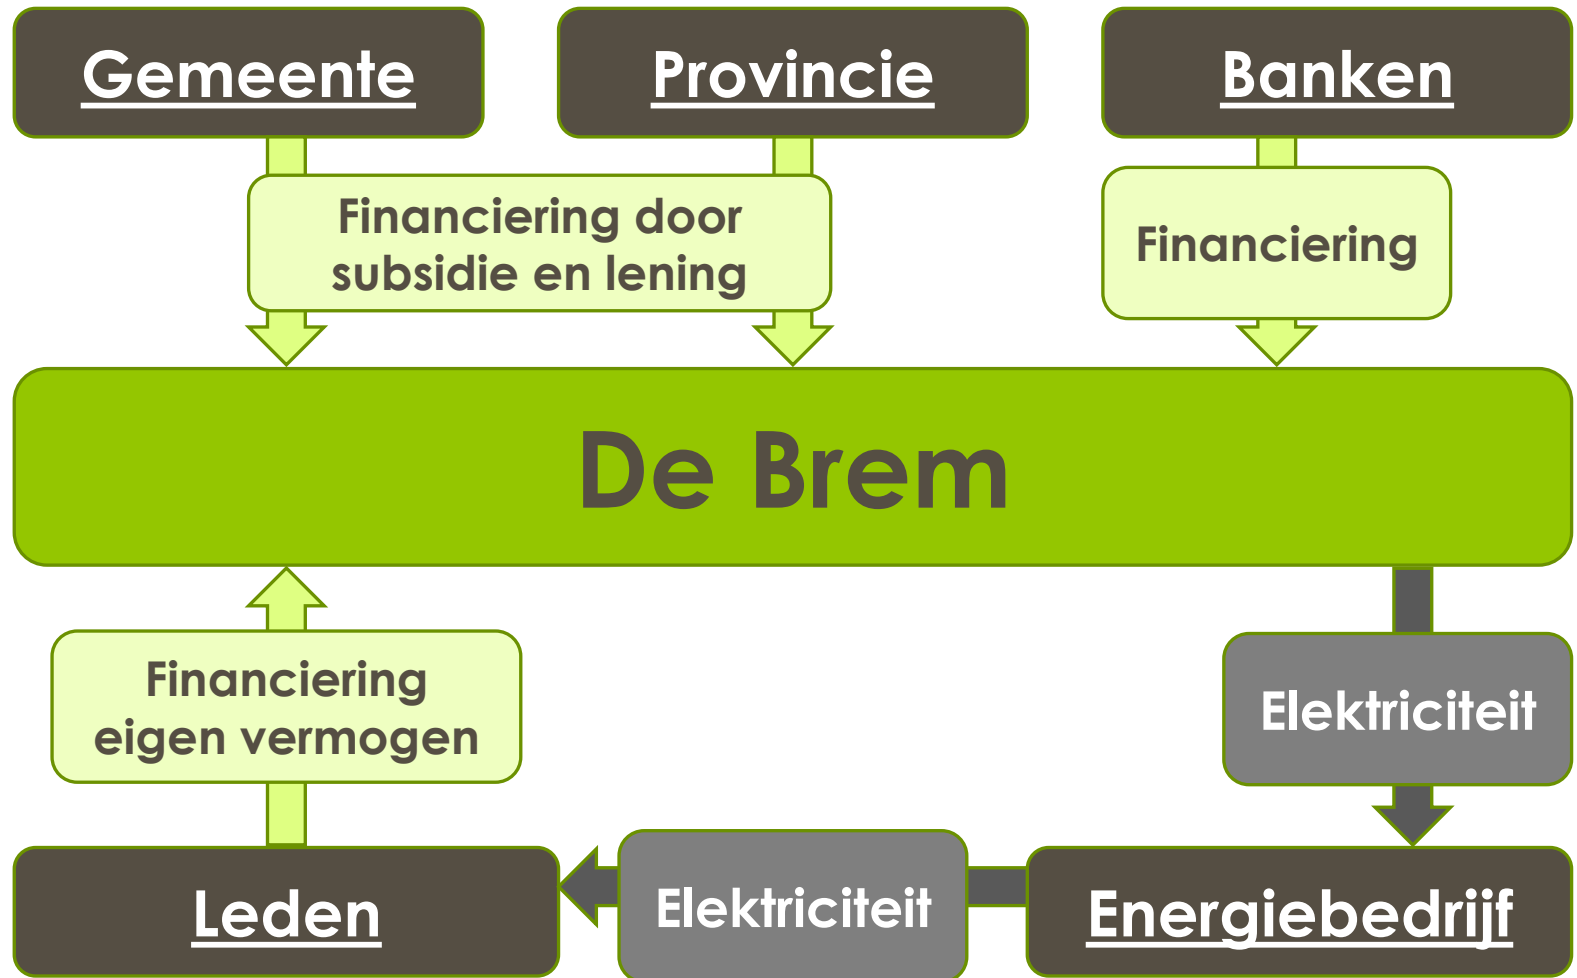 Gemeente
Provincie
Banken
Financiering door
subsidie en lening
Financiering
De Brem
Financiering
eigen vermogen
Elektriciteit
Leden
Elektriciteit
Energiebedrijf